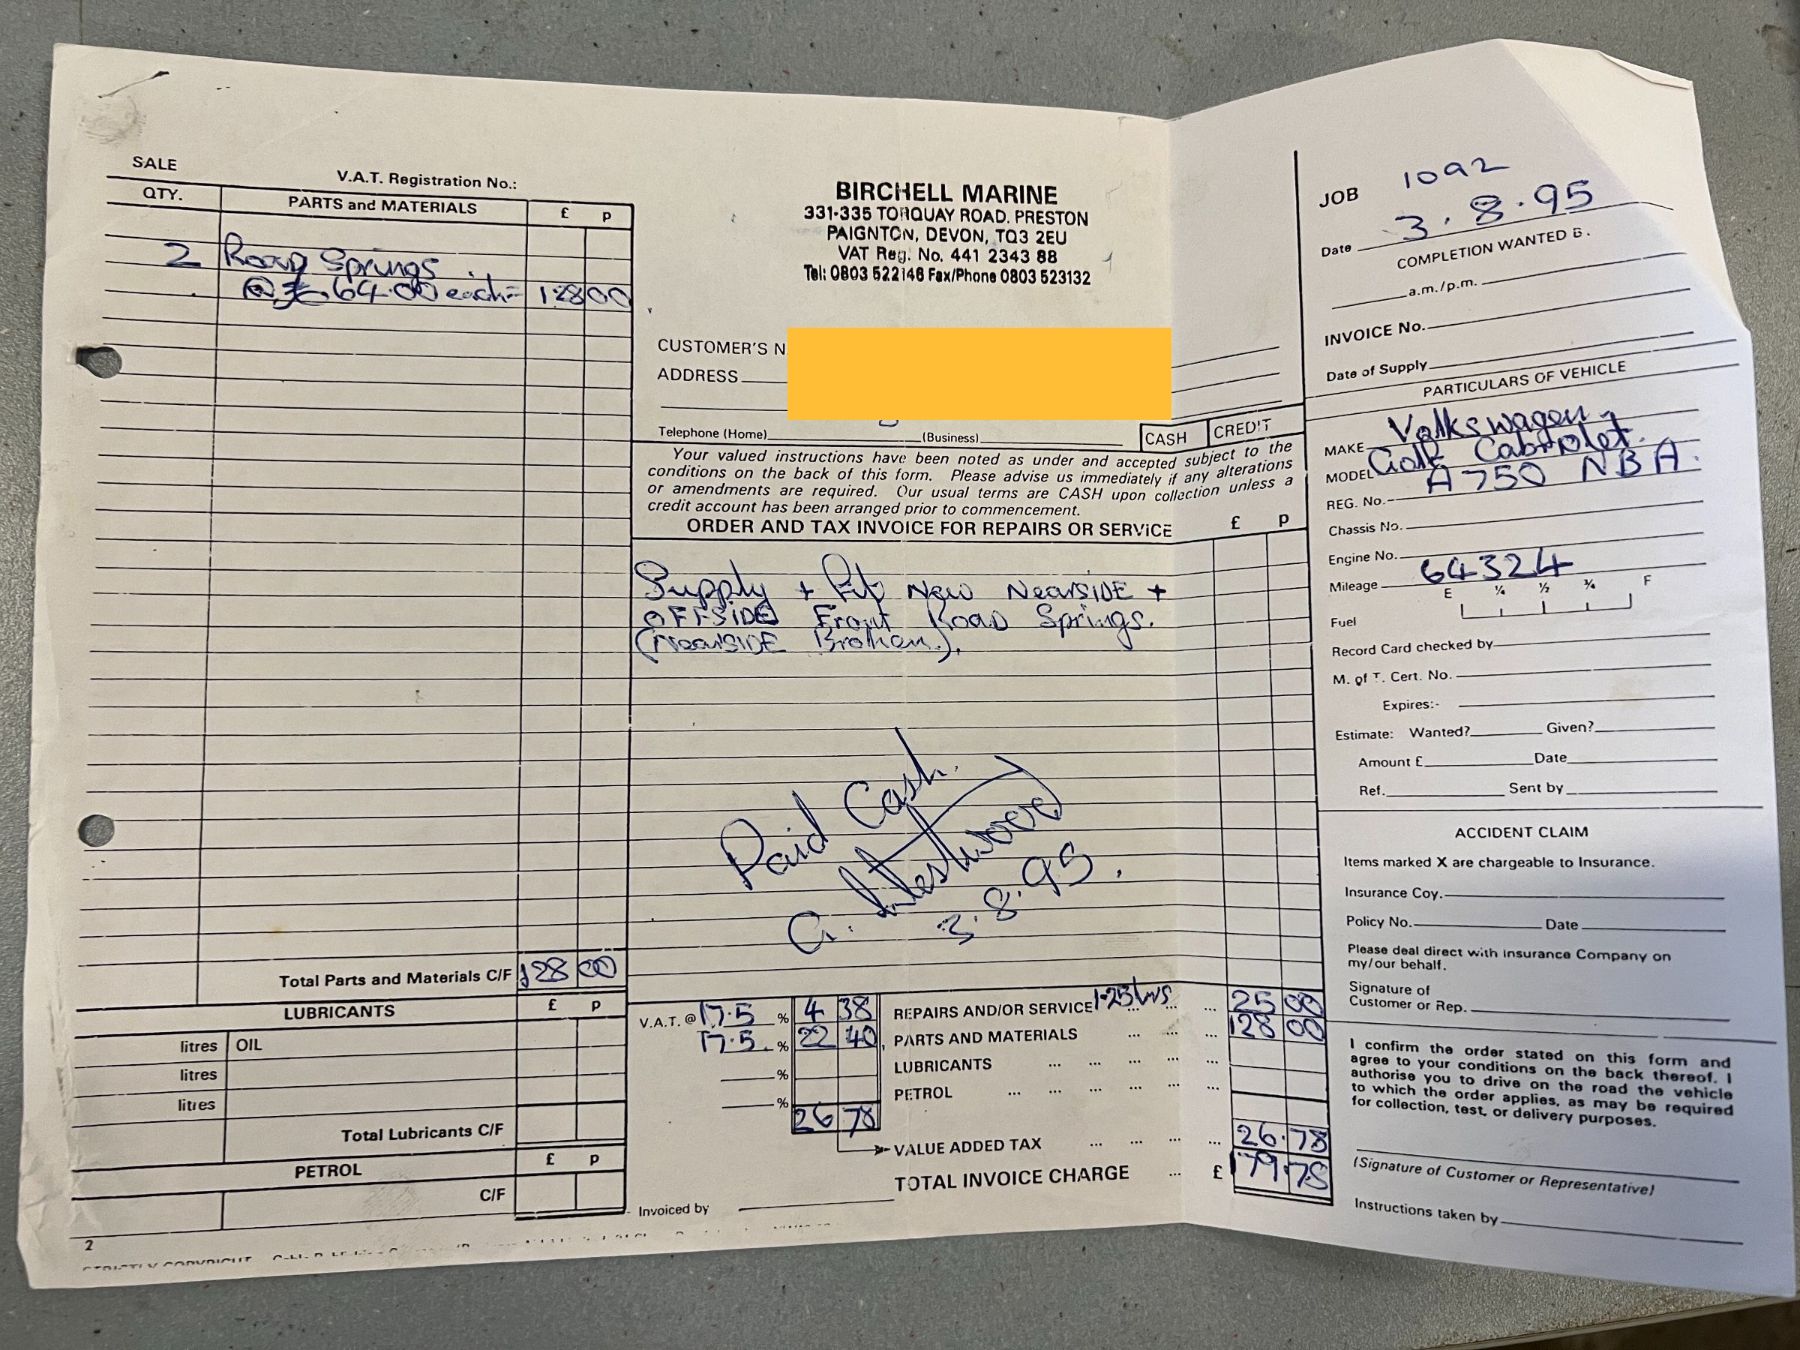 SALE
V.A.T. Registration No.:
QTY. PARTS and MATERIALS £ p
2 Road Springs
@ £64.00 each = 128 00
Total Parts and Materials C/F 128 00
LUBRICANTS £ p
litres OIL
litres
litres
Total Lubricants C/F
PETROL £ p
C/F
2
STRICTLY COPYRIGHT
BIRCHELL MARINE
331-335 TORQUAY ROAD. PRESTON
PAIGNTON, DEVON, TQ3 2EU
VAT Reg. No. 441 2343 88
Tel: 0803 522146 Fax/Phone 0803 523132
CUSTOMER'S N
ADDRESS
Telephone (Home) (Business) CASH CREDIT
Your valued instructions have been noted as under and accepted subject to the
conditions on the back of this form. Please advise us immediately if any alterations
or amendments are required. Our usual terms are CASH upon collection unless a
credit account has been arranged prior to commencement.
ORDER AND TAX INVOICE FOR REPAIRS OR SERVICE £ p
Supply + Fit New NearSIDE +
OFFSIDE Front Road Springs.
(NearSIDE Broken).
Paid Cash.
3.8.95.
V.A.T. @ 17.5 % 4 38 REPAIRS AND/OR SERVICE 1.25 hrs ... ... 25 00
17.5 % 22 40 PARTS AND MATERIALS ... ... ... 128 00
% LUBRICANTS ... ... ... ...
% PETROL ... ... ... ...
26 78
VALUE ADDED TAX ... ... ... ... 26.78
TOTAL INVOICE CHARGE ... £ 179.78
Invoiced by
JOB 1092
Date 3.8.95
COMPLETION WANTED B.
a.m./p.m.
INVOICE No.
Date of Supply
PARTICULARS OF VEHICLE
MAKE Volkswagen
MODEL Golf Cabriolet.
REG. No. A750 NBA.
Chassis No.
Engine No.
Mileage 64324
E ¼ ½ ¾ F
Fuel
Record Card checked by
M. of T. Cert. No.
Expires:-
Estimate: Wanted? Given?
Amount £ Date
Ref. Sent by
ACCIDENT CLAIM
Items marked X are chargeable to Insurance.
Insurance Coy.
Policy No. Date
Please deal direct with Insurance Company on
my/our behalf.
Signature of
Customer or Rep.
I confirm the order stated on this form and
agree to your conditions on the back thereof. I
authorise you to drive on the road the vehicle
to which the order applies, as may be required
for collection, test, or delivery purposes.
(Signature of Customer or Representative)
Instructions taken by